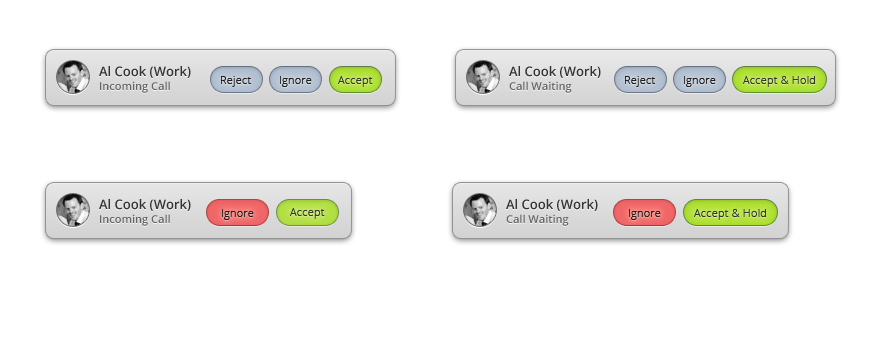 Al Cook (Work)
Incoming Call
Reject Ignore Accept
Al Cook (Work)
Call Waiting
Reject Ignore Accept & Hold
Al Cook (Work)
Incoming Call
Ignore Accept
Al Cook (Work)
Call Waiting
Ignore Accept & Hold